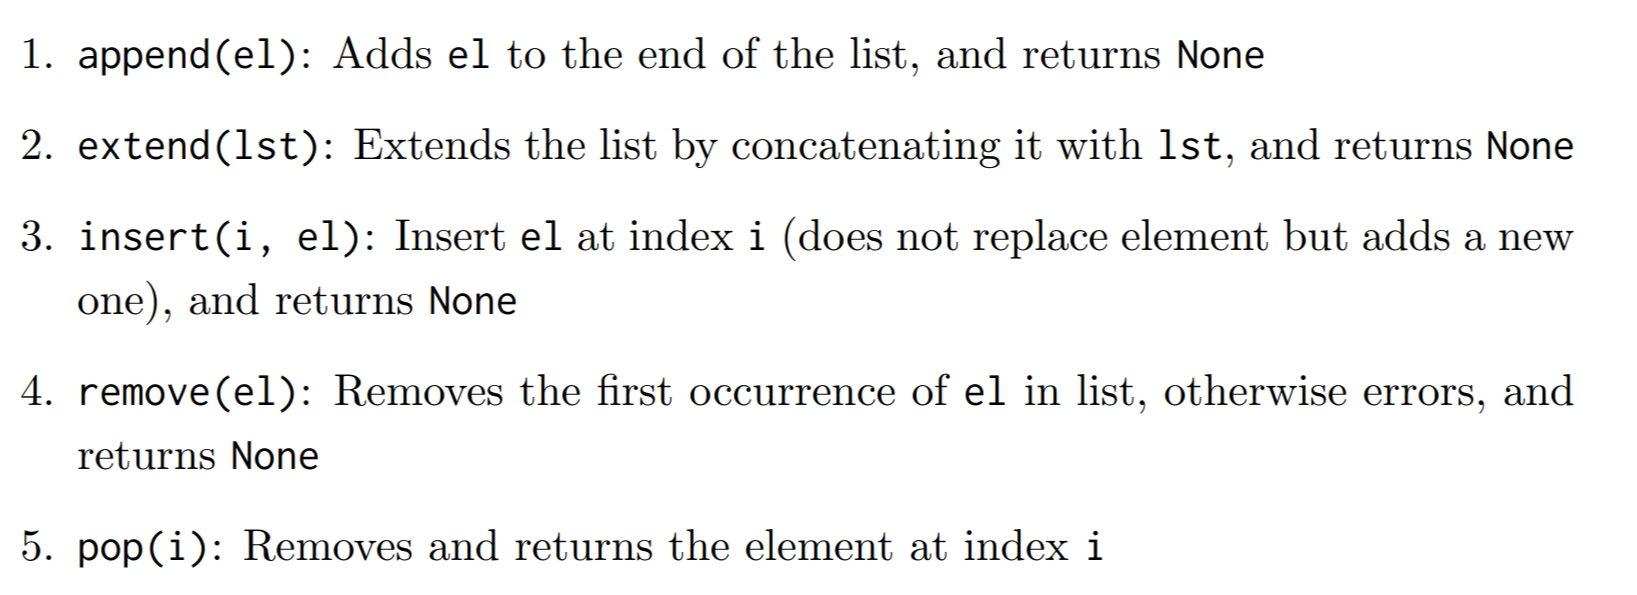 1. append(el): Adds el to the end of the list, and returns None
2. extend(lst): Extends the list by concatenating it with lst, and returns None
3. insert(i, el): Insert el at index i (does not replace element but adds a new
one), and returns None
4. remove(el): Removes the first occurrence of el in list, otherwise errors, and
returns None
5. pop(i): Removes and returns the element at index i